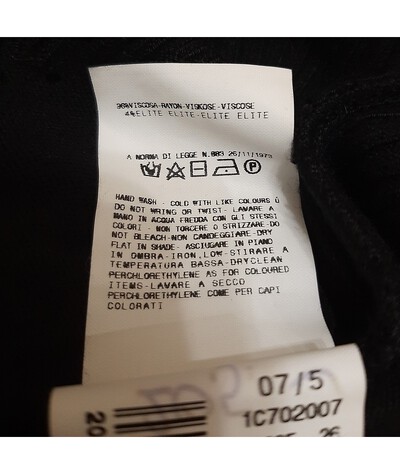 96%VISCOSA-RAYON-VISKOSE-VISCOSE
4%ELITE ELITE-ELITE ELITE
A NORMA DI LEGGE N.883 26/11/1973
HAND WASH - COLD WITH LIKE COLOURS Ü
DO NOT WRING OR TWIST- LAVARE A
MANO IN ACQUA FREDDA CON GLI STESSI
COLORI - NON TORCERE O STRIZZARE-DO
NOT BLEACH-NON CANDEGGIARE-DRY
FLAT IN SHADE- ASCIUGARE IN PIANO
IN OMBRA-IRON,LOW-STIRARE A
TEMPERATURA BASSA-DRYCLEAN
PERCHLORETHYLENE AS FOR COLOURED
ITEMS-LAVARE A SECCO
PERCHLORETHYLENE COME PER CAPI
COLORATI
07/5
1C702007
26
20